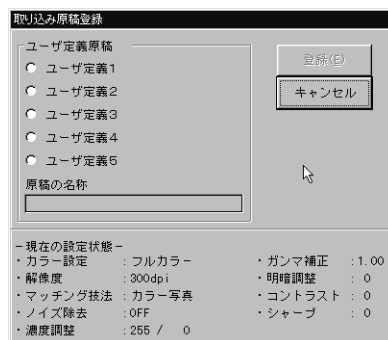 取り込み原稿登録
ユーザ定義原稿
ユーザ定義1
ユーザ定義2
ユーザ定義3
ユーザ定義4
ユーザ定義5
原稿の名称
登録(E)
キャンセル
−現在の設定状態−
・カラー設定 :フルカラー
・解像度 :300dpi
・マッチング技法 :カラー写真
・ノイズ除去 :OFF
・濃度調整 :255 / 0
・ガンマ補正 :1.00
・明暗調整 : 0
・コントラスト : 0
・シャープ : 0